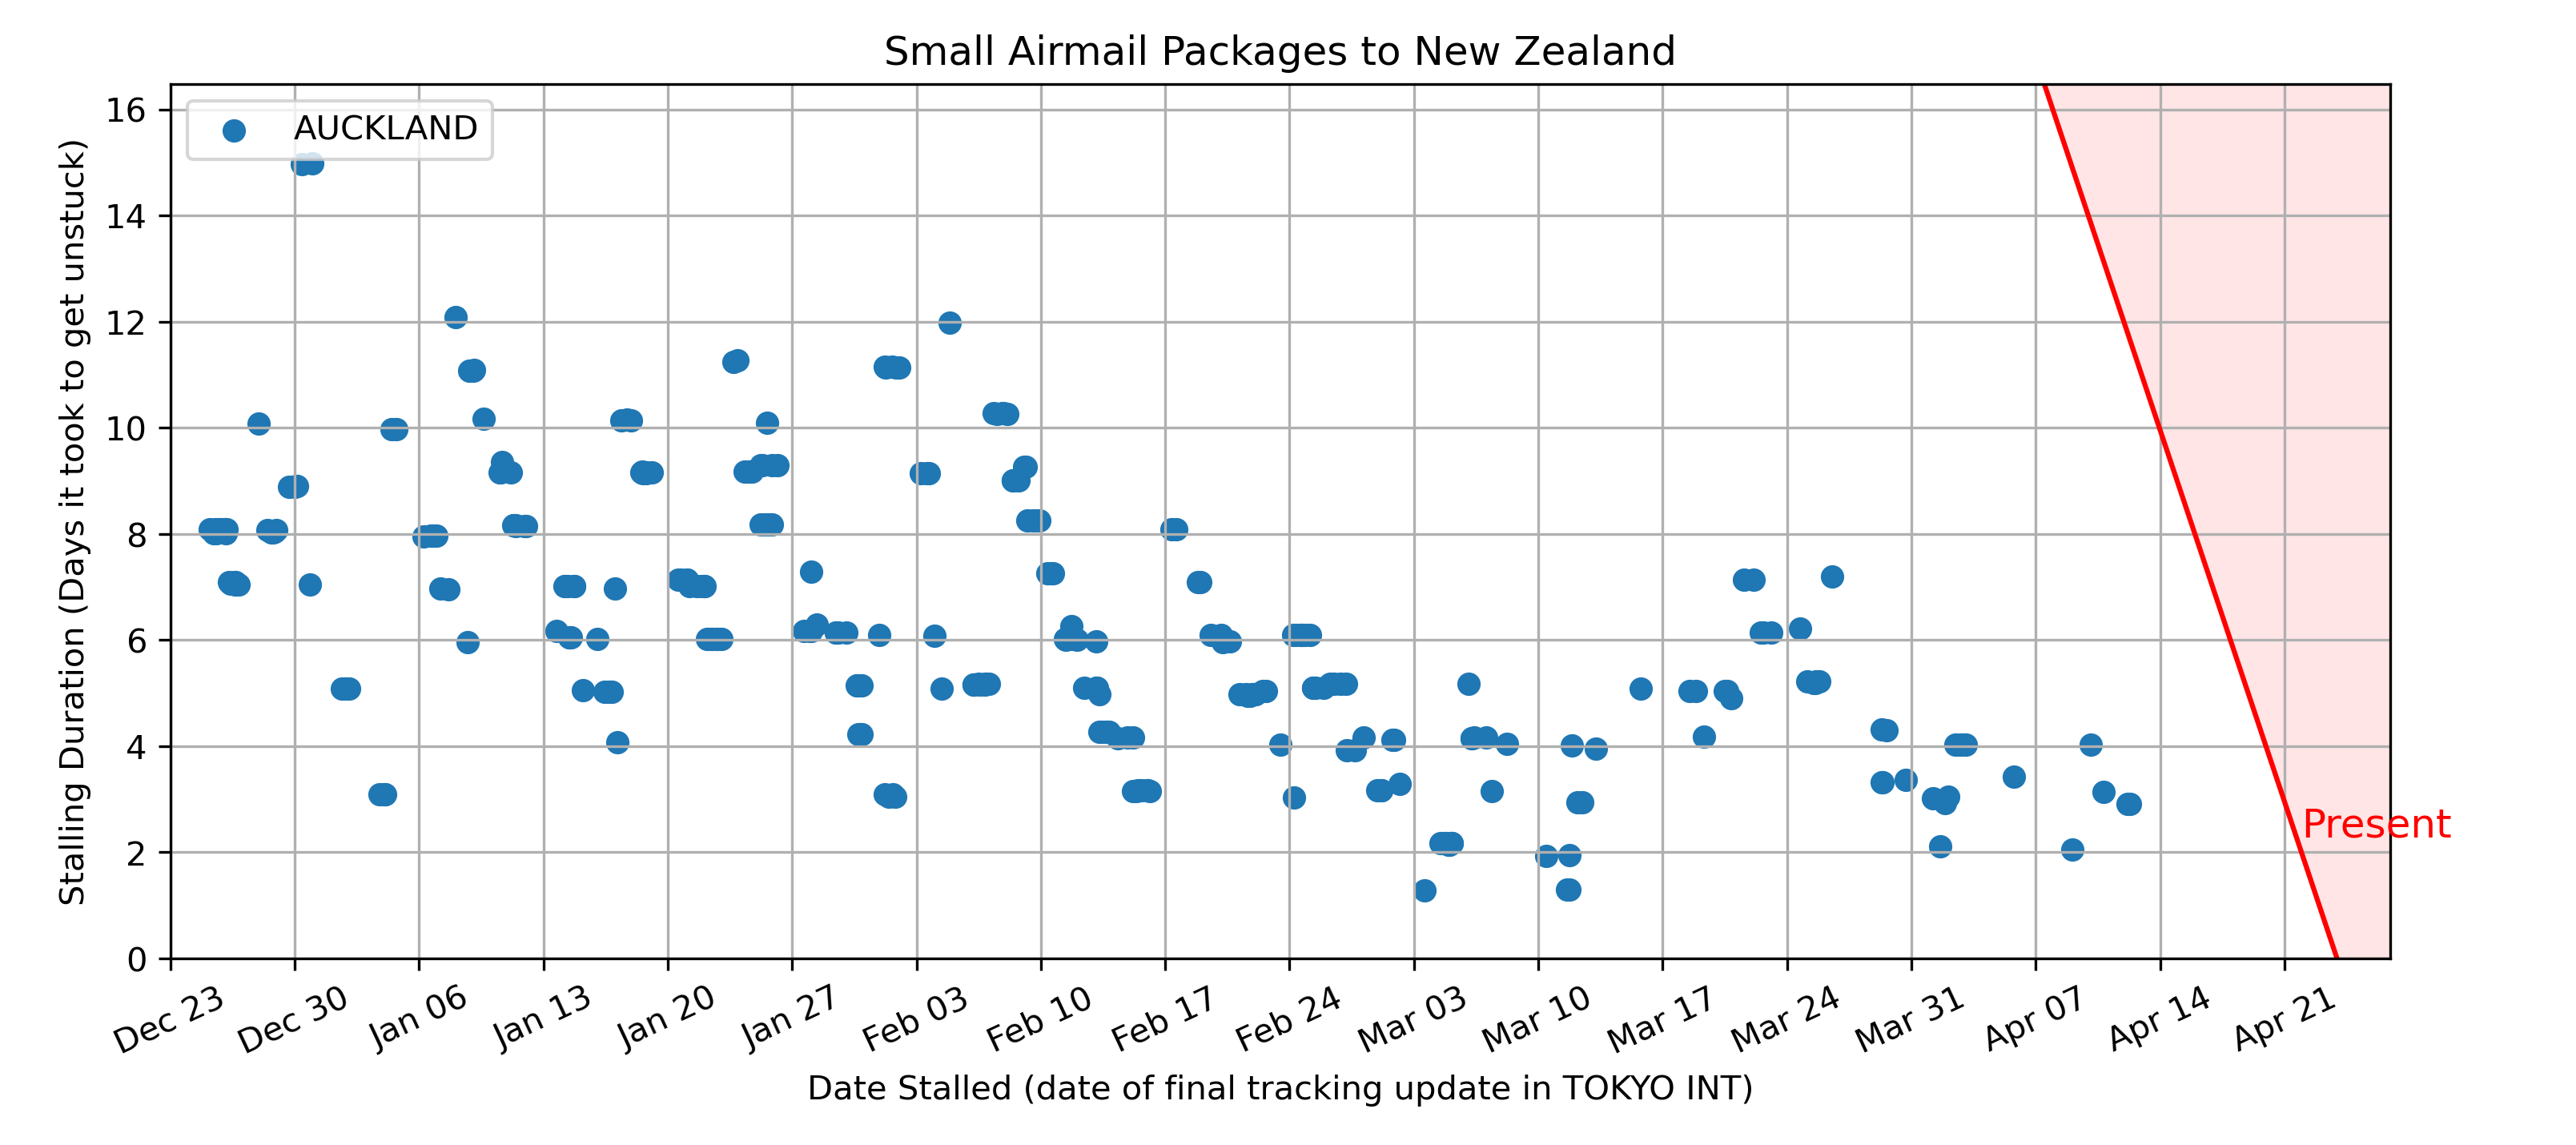 Small Airmail Packages to New Zealand
AUCKLAND
Stalling Duration (Days it took to get unstuck)
16
14
12
10
8
6
4
2
0
Present
Dec 23
Dec 30
Jan 06
Jan 13
Jan 20
Jan 27
Feb 03
Feb 10
Feb 17
Feb 24
Mar 03
Mar 10
Mar 17
Mar 24
Mar 31
Apr 07
Apr 14
Apr 21
Date Stalled (date of final tracking update in TOKYO INT)